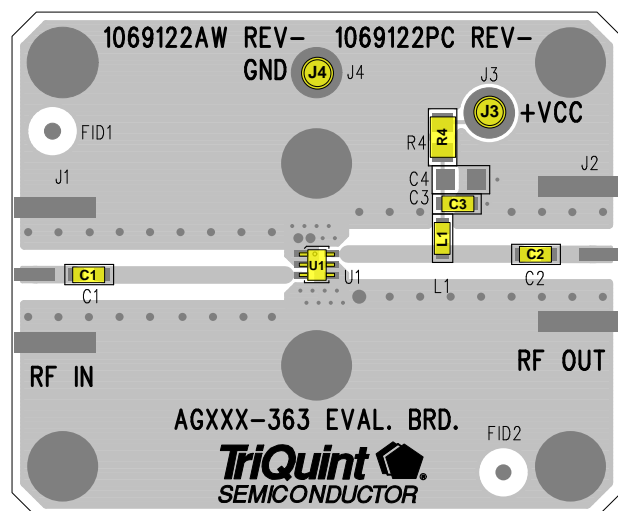 1069122AW REV- 1069122PC REV-
GND J4 J4
J3
J3 +VCC
FID1
R4 R4
J1
J2
C4
C3 C3
L1
U1 U1
C1
C1
C2
C2
L1
RF IN
RF OUT
AGXXX-363 EVAL. BRD.
FID2
TriQuint
SEMICONDUCTOR